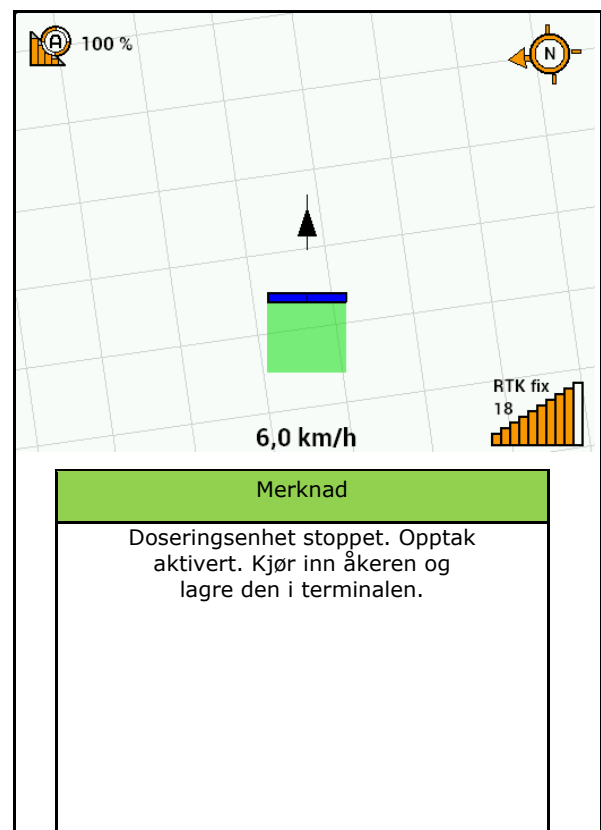 A 100 %
N
RTK fix
18
6,0 km/h
Merknad
Doseringsenhet stoppet. Opptak
aktivert. Kjør inn åkeren og
lagre den i terminalen.